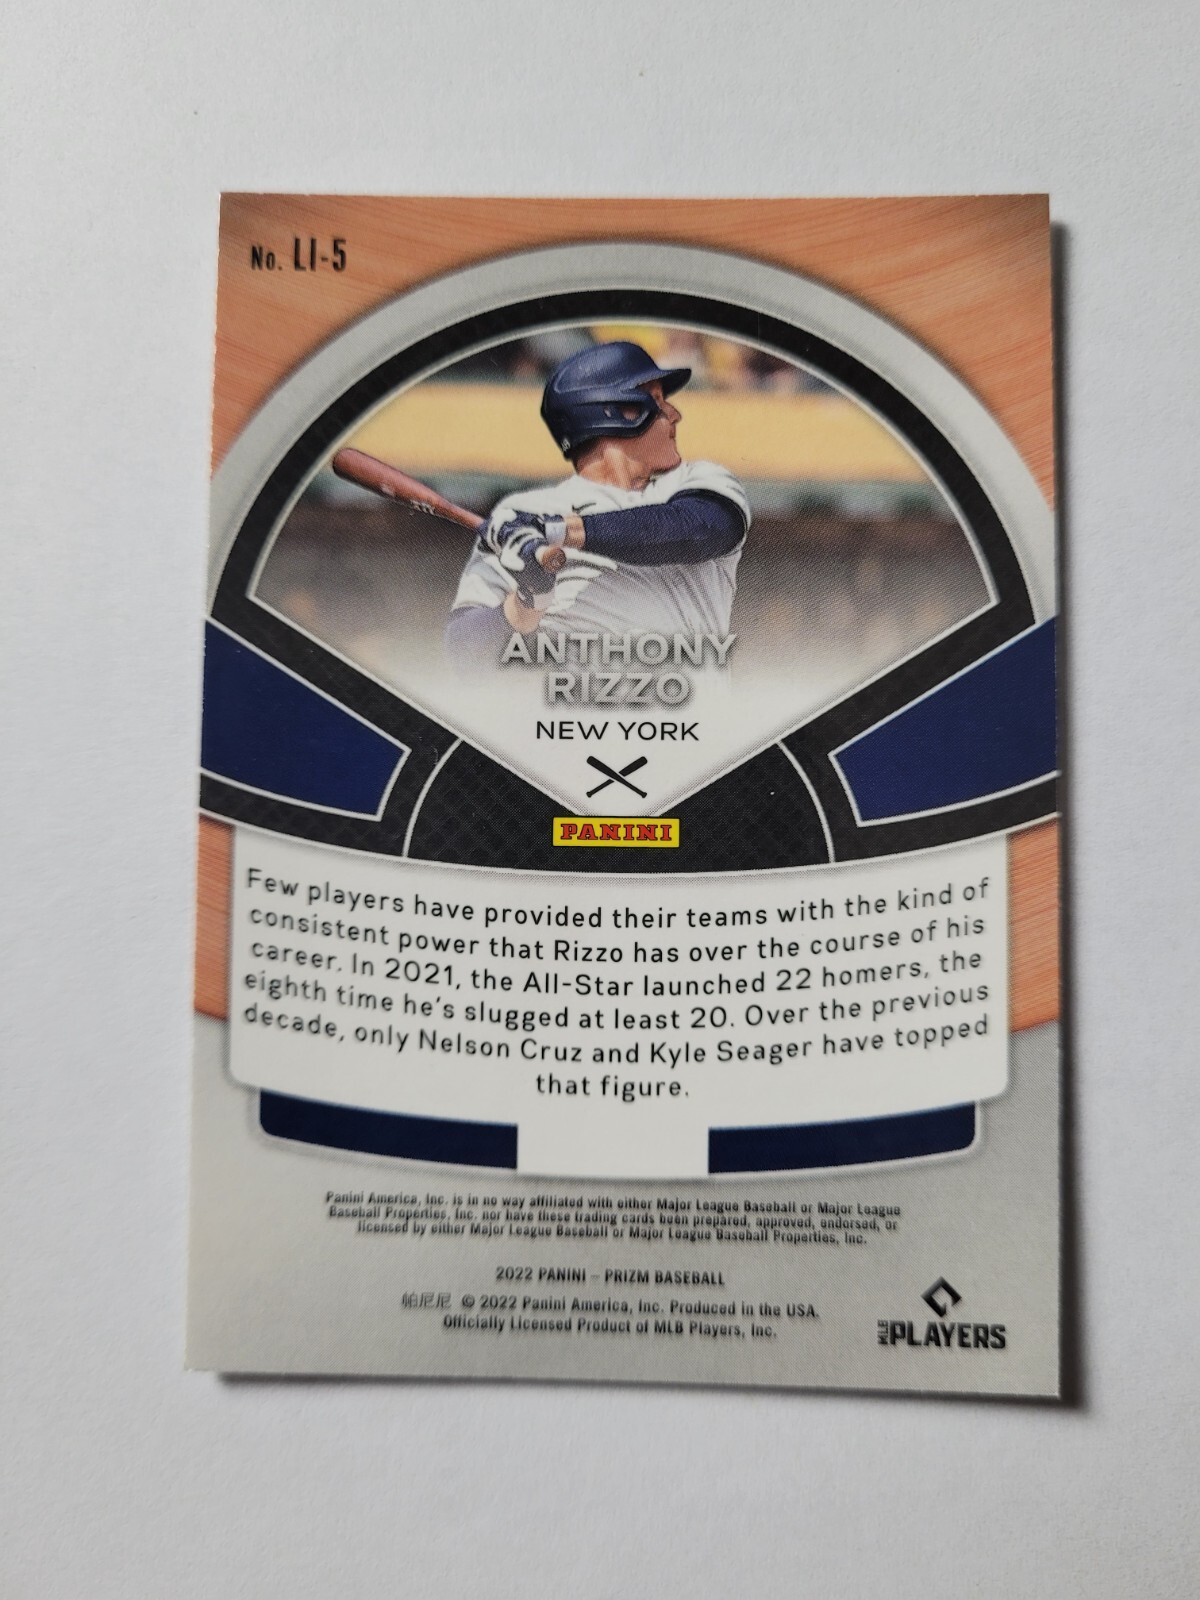 No. LI-5
ANTHONY
RIZZO
NEW YORK
PANINI
Few players have provided their teams with the kind of
consistent power that Rizzo has over the course of his
career. In 2021, the All-Star launched 22 homers, the
eighth time he's slugged at least 20. Over the previous
decade, only Nelson Cruz and Kyle Seager have topped
that figure.
Panini America, Inc. is in no way affiliated with either Major League Baseball or Major League
Baseball Properties, Inc. nor have these trading cards been prepared, approved, endorsed, or
licensed by either Major League Baseball or Major League Baseball Properties, Inc.
2022 PANINI – PRIZM BASEBALL
帕尼尼 © 2022 Panini America, Inc. Produced in the USA.
Officially Licensed Product of MLB Players, Inc.
MLB PLAYERS